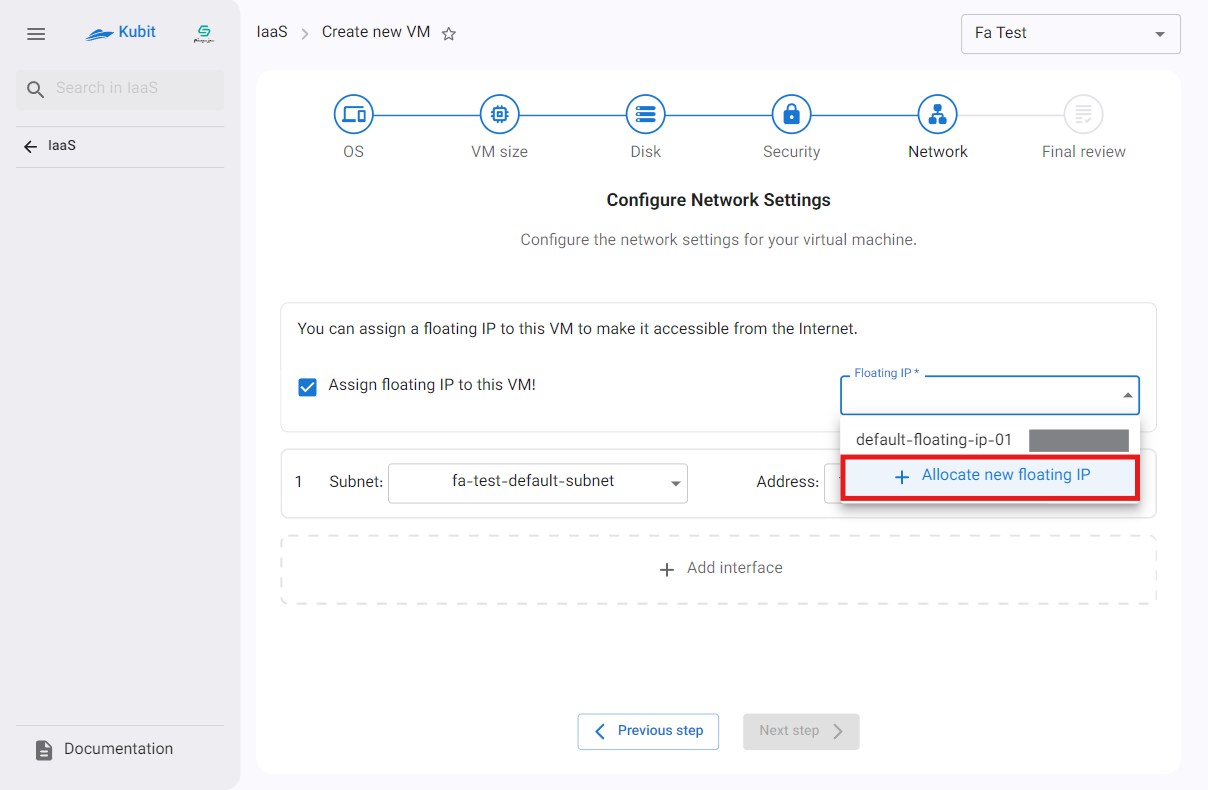 Kubit
IaaS
Create new VM
Fa Test
Search in IaaS
IaaS
OS
VM size
Disk
Security
Network
Final review
Configure Network Settings
Configure the network settings for your virtual machine.
You can assign a floating IP to this VM to make it accessible from the Internet.
Assign floating IP to this VM!
Floating IP *
default-floating-ip-01
+ Allocate new floating IP
1 Subnet: fa-test-default-subnet Address:
+ Add interface
Previous step
Next step
Documentation